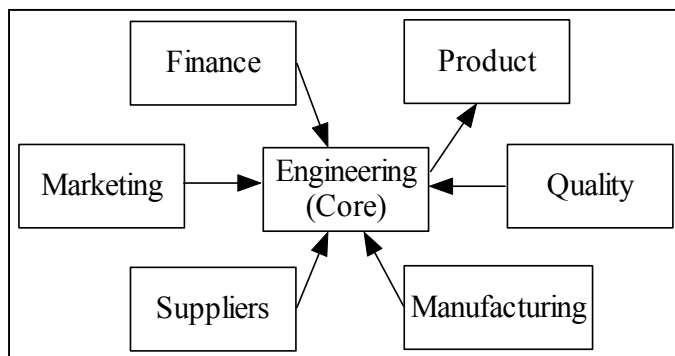 Finance
Product
Marketing
Engineering
(Core)
Quality
Suppliers
Manufacturing